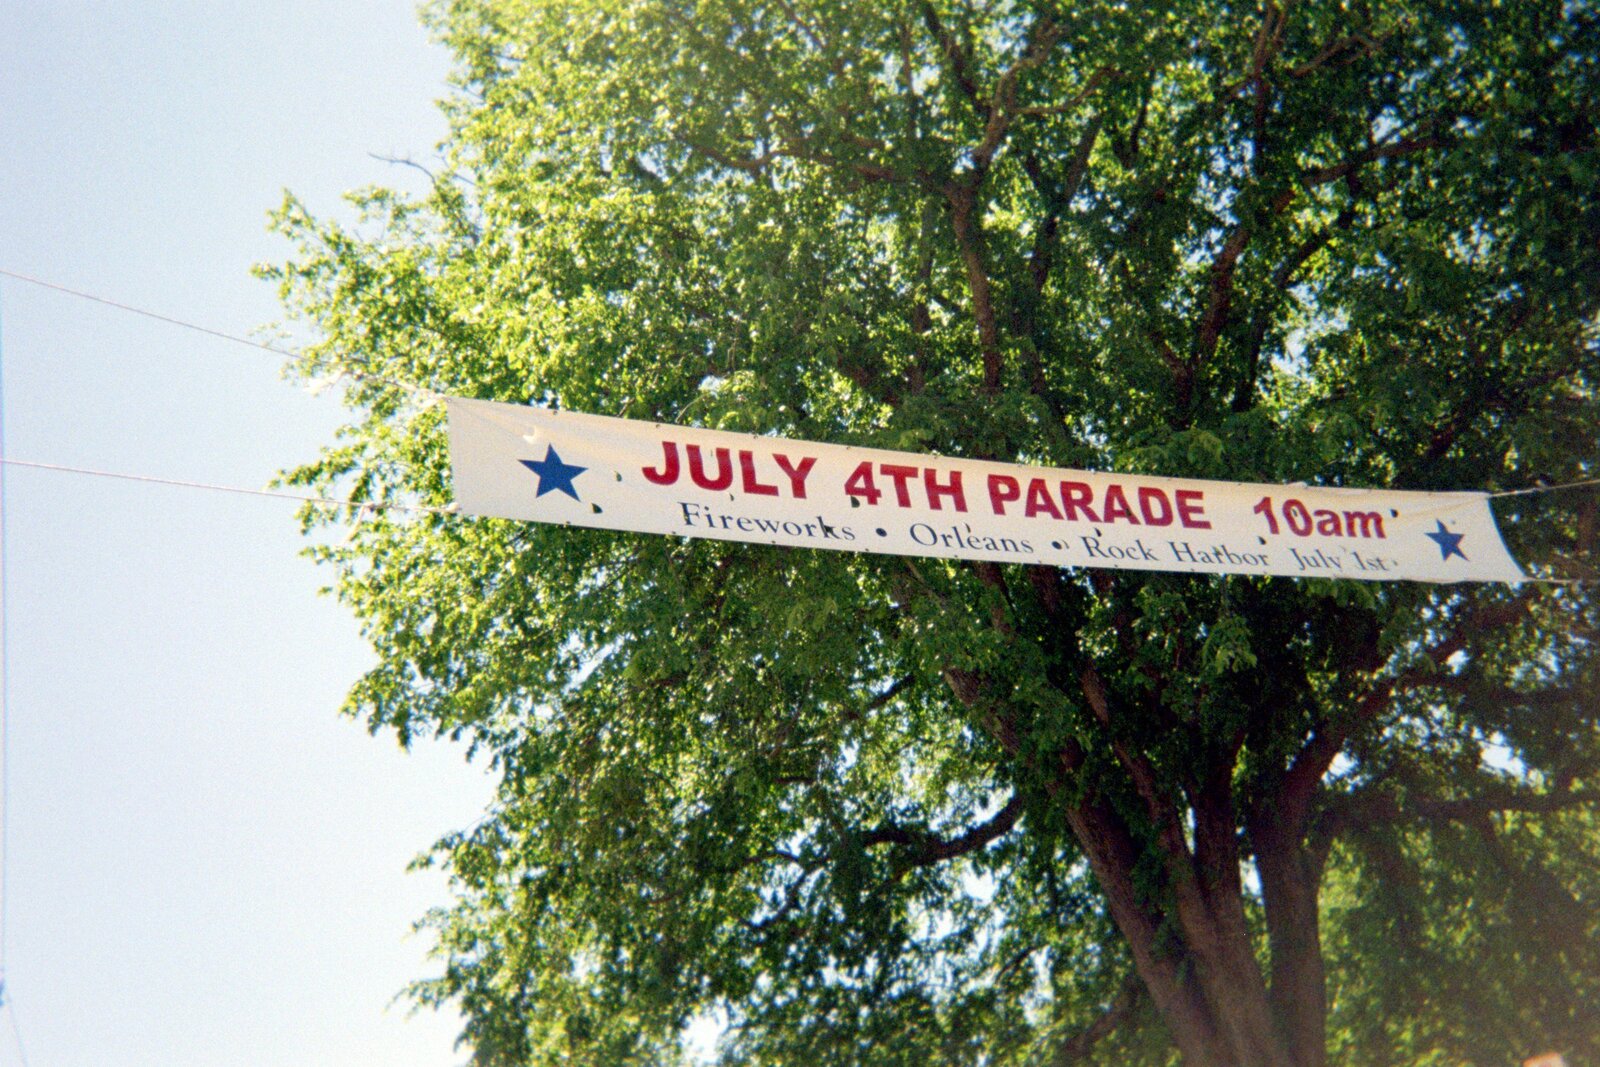 JULY 4TH PARADE 10am
Fireworks • Orleans • Rock Harbor July 1st